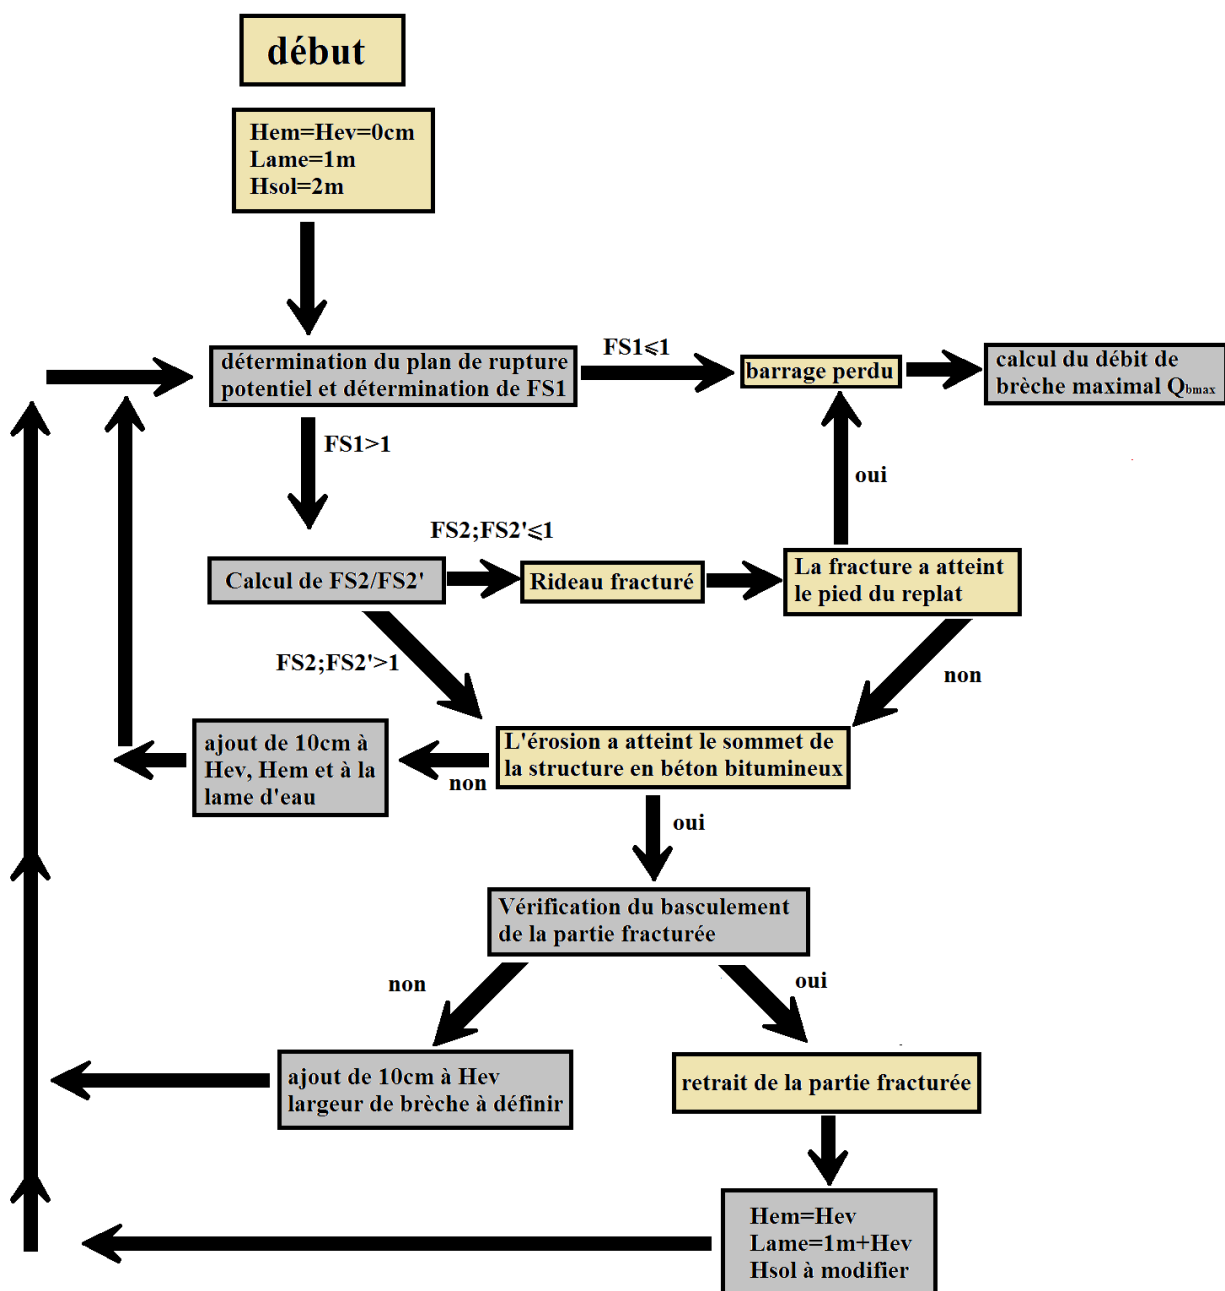 début
Hem=Hev=0cm
Lame=1m
Hsol=2m
détermination du plan de rupture
potentiel et détermination de FS1
FS1⩽1
barrage perdu
calcul du débit de
brèche maximal Qbmax
FS1>1
oui
FS2;FS2'⩽1
Calcul de FS2/FS2'
Rideau fracturé
La fracture a atteint
le pied du replat
FS2;FS2'>1
non
ajout de 10cm à
Hev, Hem et à la
lame d'eau
non
L'érosion a atteint le sommet de
la structure en béton bitumineux
oui
Vérification du basculement
de la partie fracturée
non
oui
ajout de 10cm à Hev
largeur de brèche à définir
retrait de la partie fracturée
Hem=Hev
Lame=1m+Hev
Hsol à modifier